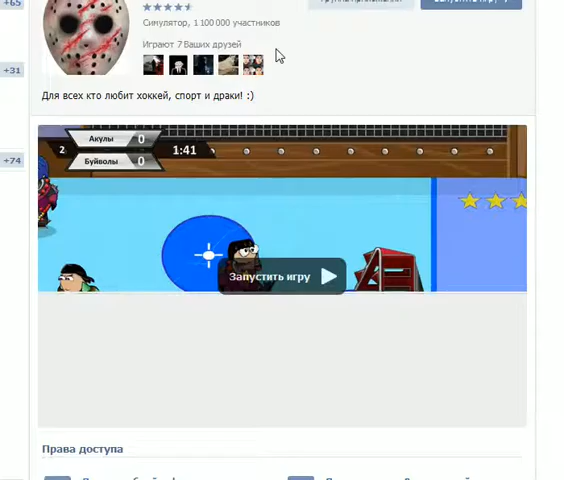 +65
Симулятор, 1 100 000 участников
Играют 7 Ваших друзей
+31
Для всех кто любит хоккей, спорт и драки! :)
Акулы 0
2 1:41
Буйволы 0
+74
Запустить игру
Права доступа